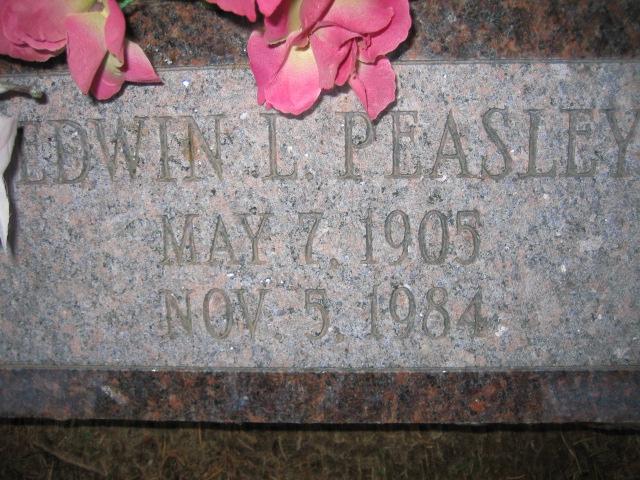 EDWIN L. PEASLEY
MAY 7, 1905
NOV. 5, 1984